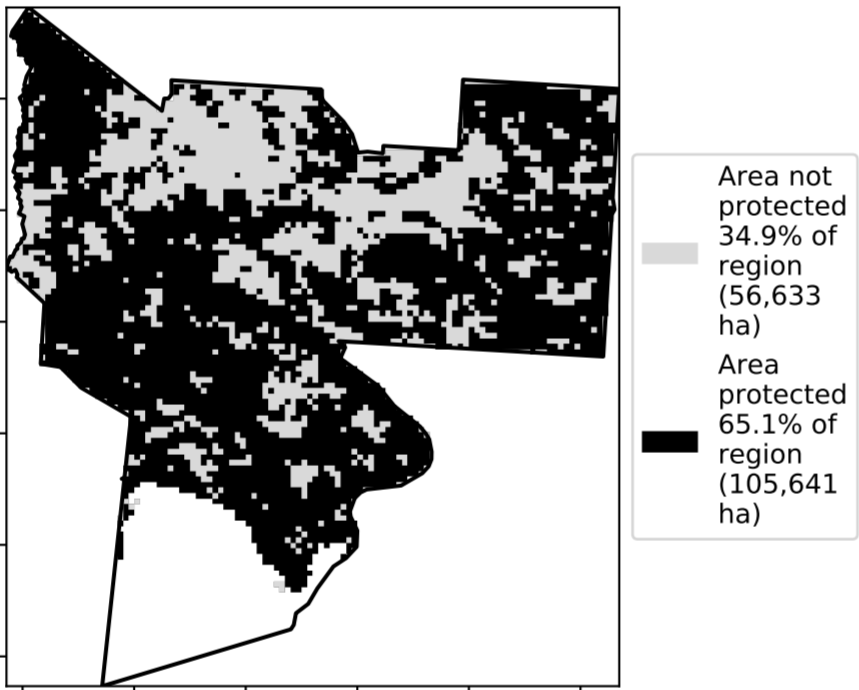 Area not
protected
34.9% of
region
(56,633
ha)
Area
protected
65.1% of
region
(105,641
ha)